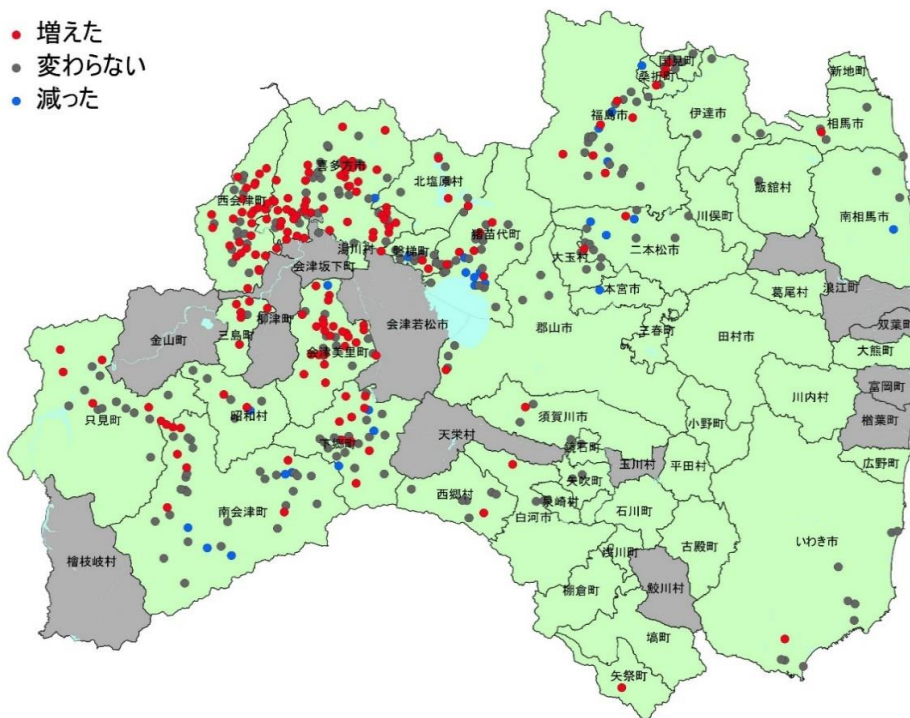 増えた
変わらない
減った
国見町
桑折町
新地町
福島市
伊達市
相馬市
喜多方市
北塩原村
西会津町
飯舘村
川俣町
南相馬市
猪苗代町
湯川村
磐梯町
大玉村
二本松市
会津坂下町
本宮市
葛尾村
浪江町
双葉町
金山町
三島町
柳津町
会津若松市
郡山市
三春町
田村市
大熊町
会津美里町
富岡町
川内村
只見町
昭和村
須賀川市
小野町
楢葉町
下郷町
天栄村
鏡石町
玉川村
平田村
広野町
矢吹町
西郷村
泉崎村
南会津町
白河市
石川町
いわき市
古殿町
浅川町
檜枝岐村
鮫川村
棚倉町
塙町
矢祭町